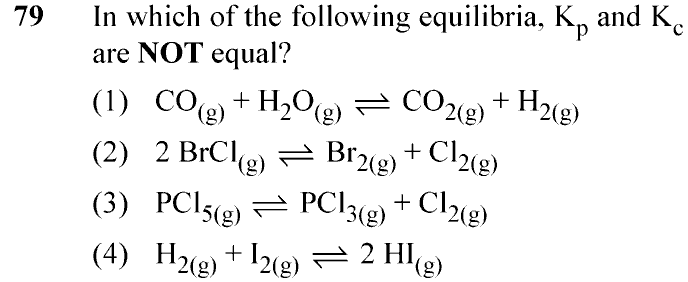 79 In which of the following equilibria, Kₚ and K꜀
are NOT equal?
(1) CO₍g₎ + H₂O₍g₎ ⇌ CO₂₍g₎ + H₂₍g₎
(2) 2 BrCl₍g₎ ⇌ Br₂₍g₎ + Cl₂₍g₎
(3) PCl₅₍g₎ ⇌ PCl₃₍g₎ + Cl₂₍g₎
(4) H₂₍g₎ + I₂₍g₎ ⇌ 2 HI₍g₎